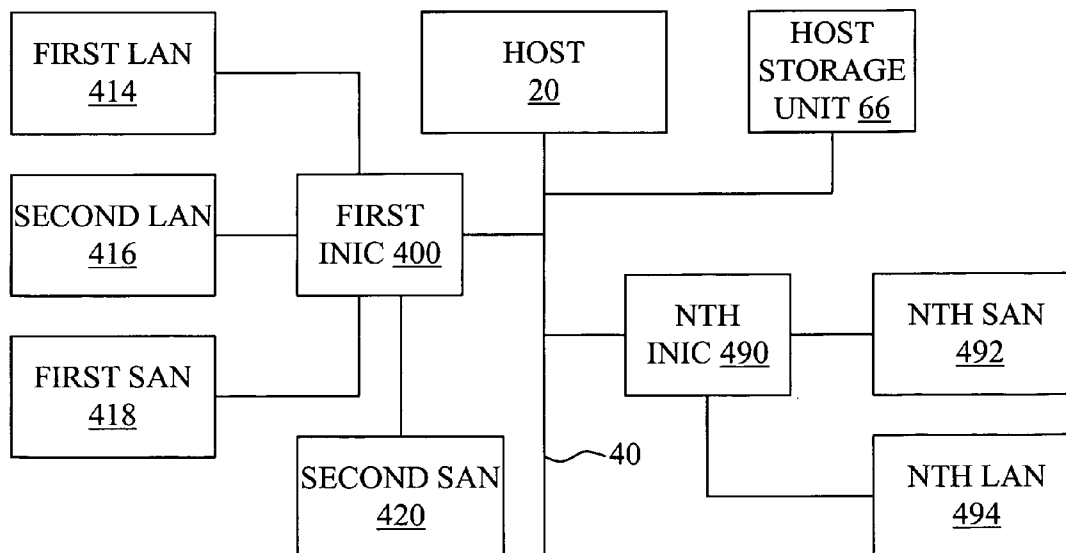 FIRST LAN
414
HOST
20
HOST
STORAGE
UNIT 66
SECOND LAN
416
FIRST
INIC 400
FIRST SAN
418
SECOND SAN
420
40
NTH
INIC 490
NTH SAN
492
NTH LAN
494